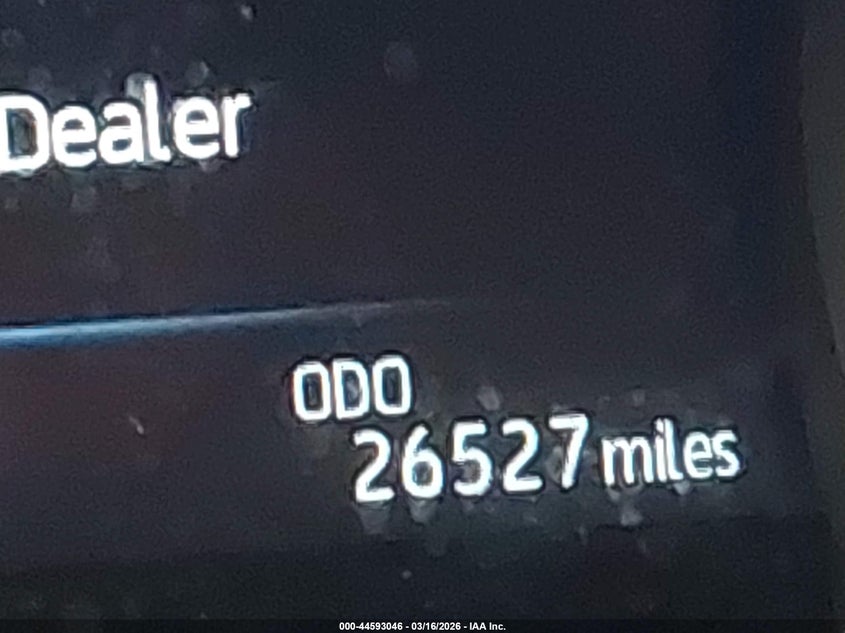 Dealer
ODO
26527 miles
000-44593046 - 03/16/2026 - IAA Inc.